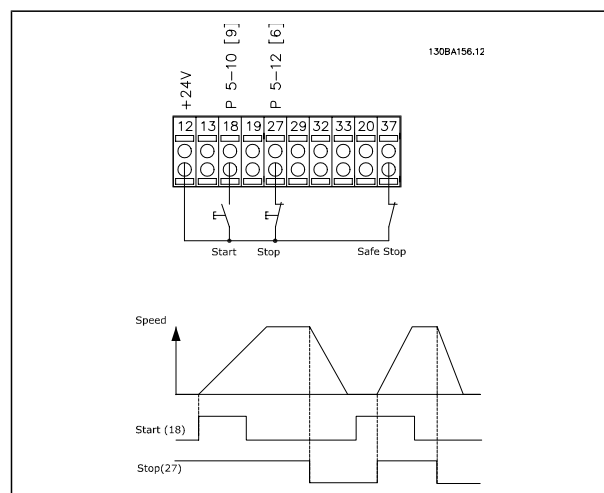 130BA156.12
+24V
P 5-10 [9]
P 5-12 [6]
12 13 18 19 27 29 32 33 20 37
Start Stop Safe Stop
Speed
Start (18)
Stop(27)